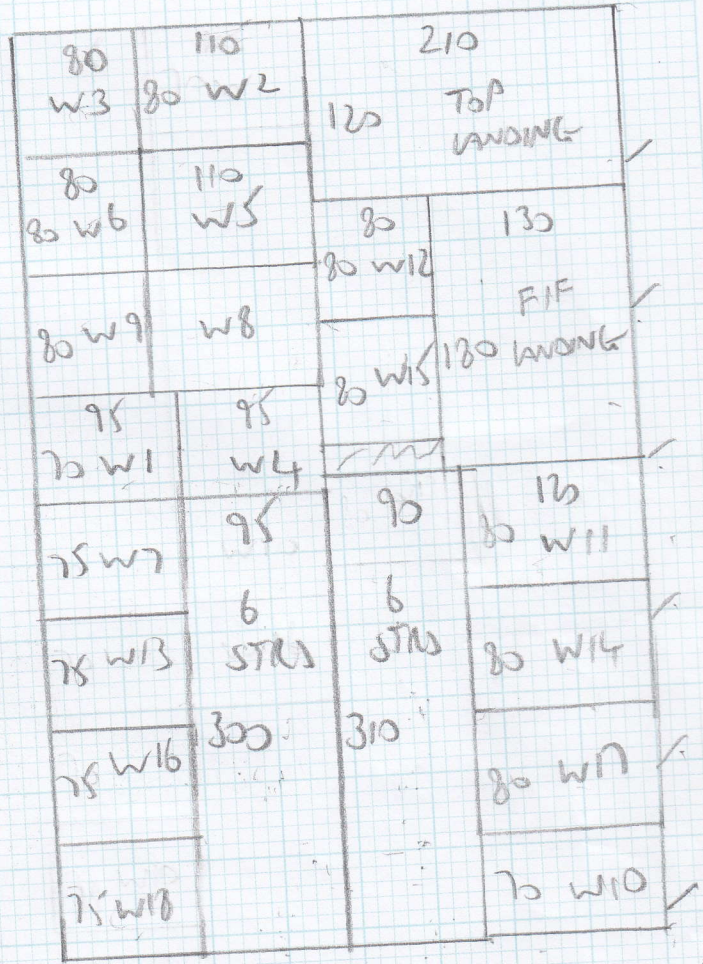 80
W3
110
80 W2
210
120 TOP
LANDING
80
80 W6
110
W5
80
80 W12
130
F/F
180 LANDING
80 W9
W8
80 W15
95
70 W1
95
W4
75 W7
95
6
STRS
300
90
6
STRS
310
120
80 W11
75 W13
80 W14
75 W16
80 W17
75 W18
70 W10